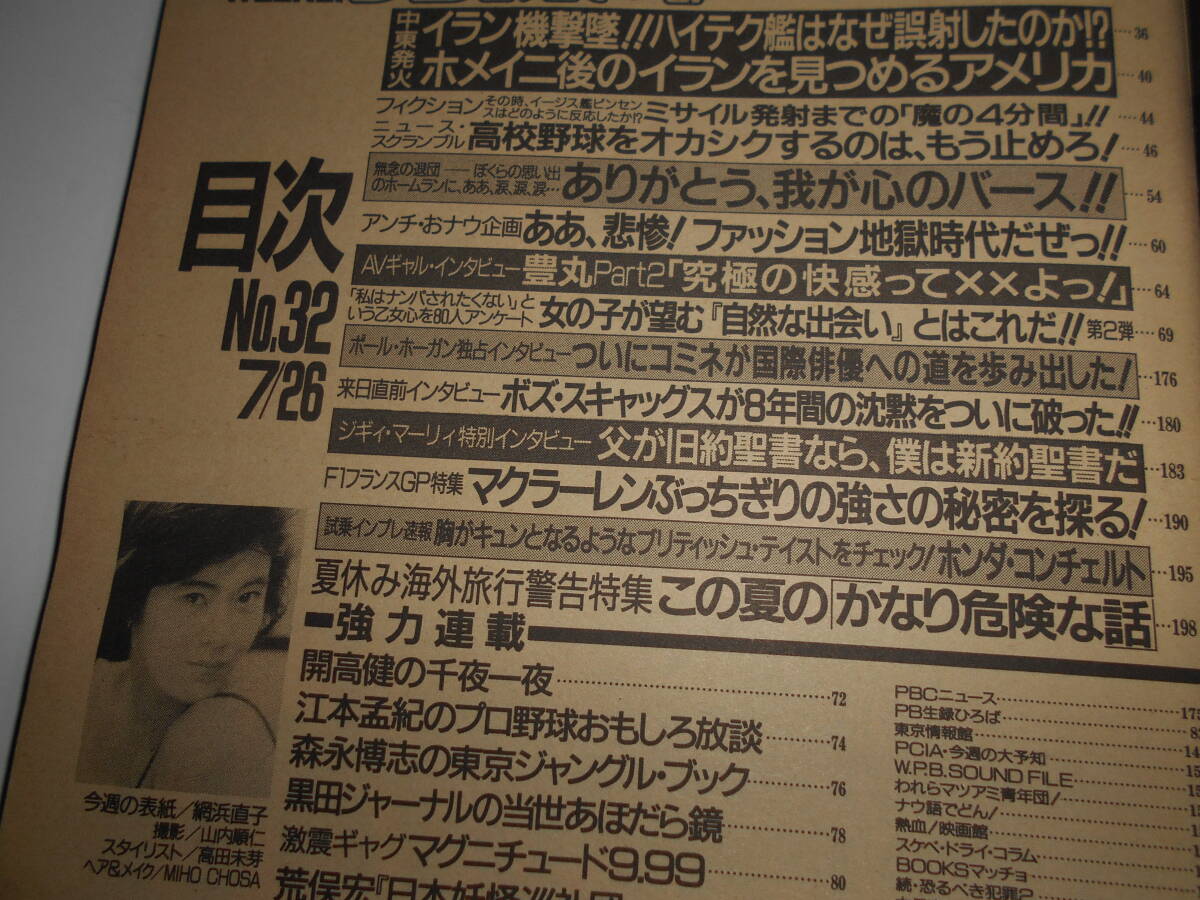 中東発火
イラン機撃墜!!ハイテク艦はなぜ誤射したのか!? 36
ホメイニ後のイランを見つめるアメリカ 40
フィクション その時、イージス艦ビンセンスはどのように反応したか!? ミサイル発射までの「魔の4分間」!! 44
ニュース・スクランブル 高校野球をオカシクするのは、もう止めろ! 46
無念の退団――ぼくらの思い出のホームランに、ああ、涙、涙、涙… ありがとう、我が心のバース!! 54
アンチ・おナウ企画 ああ、悲惨! ファッション地獄時代だぜっ!! 60
AVギャル・インタビュー 豊丸Part2「究極の快感って××よっ!」 64
「私はナンパされたくない」という乙女心を80人アンケート 女の子が望む『自然な出会い』とはこれだ!! 第2弾 69
ポール・ホーガン独占インタビュー ついにコミネが国際俳優への道を歩み出した! 176
来日直前インタビュー ボズ・スキャッグスが8年間の沈黙をついに破った!! 180
ジギィ・マーリィ特別インタビュー 父が旧約聖書なら、僕は新約聖書だ 183
F1フランスGP特集 マクラーレンぶっちぎりの強さの秘密を探る! 190
試乗インプレ速報 胸がキュンとなるようなブリティッシュ・テイストをチェック/ホンダ・コンチェルト 195
夏休み海外旅行警告特集 この夏の「かなり危険な話」 198
目次
No.32
7/26
強力連載
開高健の千夜一夜 72
江本孟紀のプロ野球おもしろ放談 74
森永博志の東京ジャングル・ブック 76
黒田ジャーナルの当世あほだら鏡 78
激震ギャグマグニチュード9.99 80
荒俣宏『日本妖怪巡礼団
PBCニュース
PB生録ひろば
東京情報館
PCIA・今週の大予知
W.P.B.SOUND FILE
われらマツアミ青年団!
ナウ語でどん!
熱血!映画館
スケベ・ドライ・コラム
BOOKSマッチョ
続・恐るべき犯罪2
今週の表紙/網浜直子
撮影/山内順仁
スタイリスト/高田未芽
ヘア&メイク/MIHO CHOSA